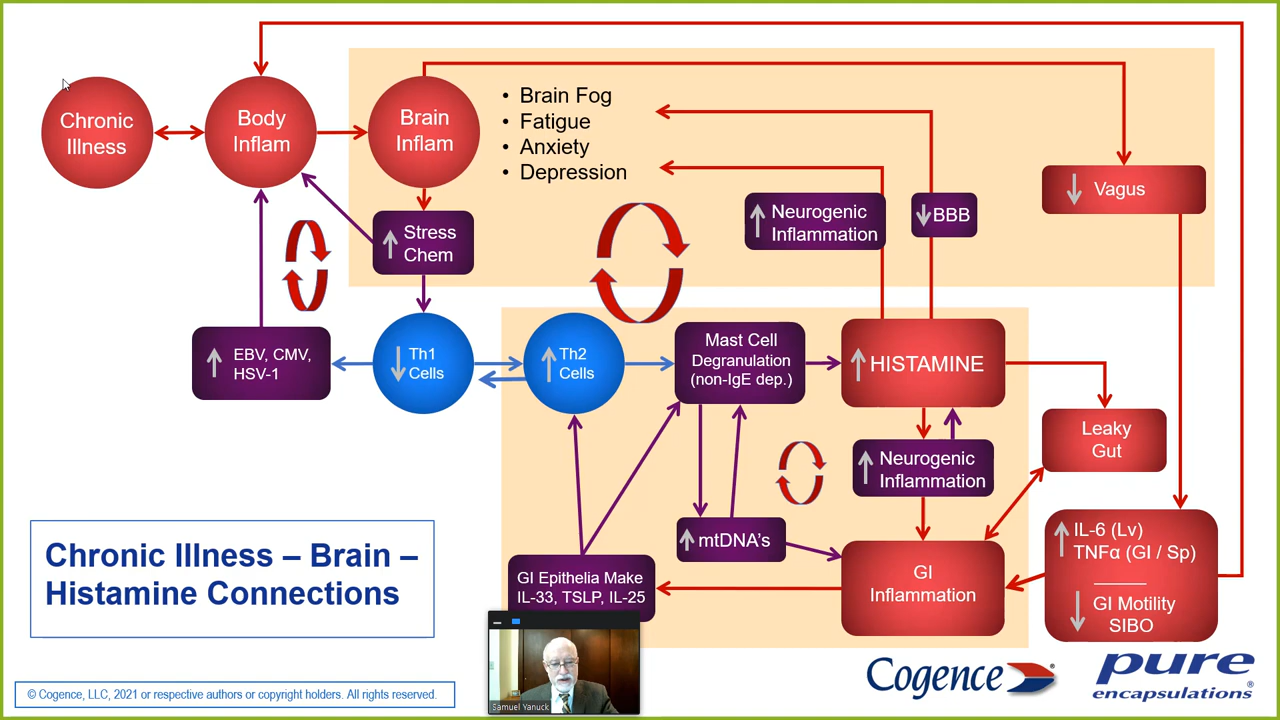 Chronic
Illness
Body
Inflam
Brain
Inflam
• Brain Fog
• Fatigue
• Anxiety
• Depression
Vagus
Neurogenic
Inflammation
BBB
Stress
Chem
EBV, CMV,
HSV-1
Th1
Cells
Th2
Cells
Mast Cell
Degranulation
(non-IgE dep.)
HISTAMINE
Leaky
Gut
Neurogenic
Inflammation
mtDNA's
IL-6 (Lv)
TNFα (GI / Sp)
GI Motility
SIBO
GI Epithelia Make
IL-33, TSLP, IL-25
GI
Inflammation
Chronic Illness – Brain –
Histamine Connections
Samuel Yanuck
Cogence
pure
encapsulations®
© Cogence, LLC, 2021 or respective authors or copyright holders. All rights reserved.